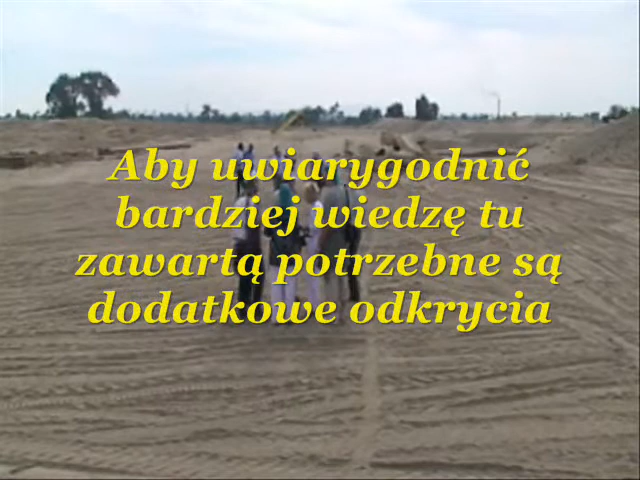 Aby uwiarygodnić
bardziej wiedzę tu
zawartą potrzebne są
dodatkowe odkrycia